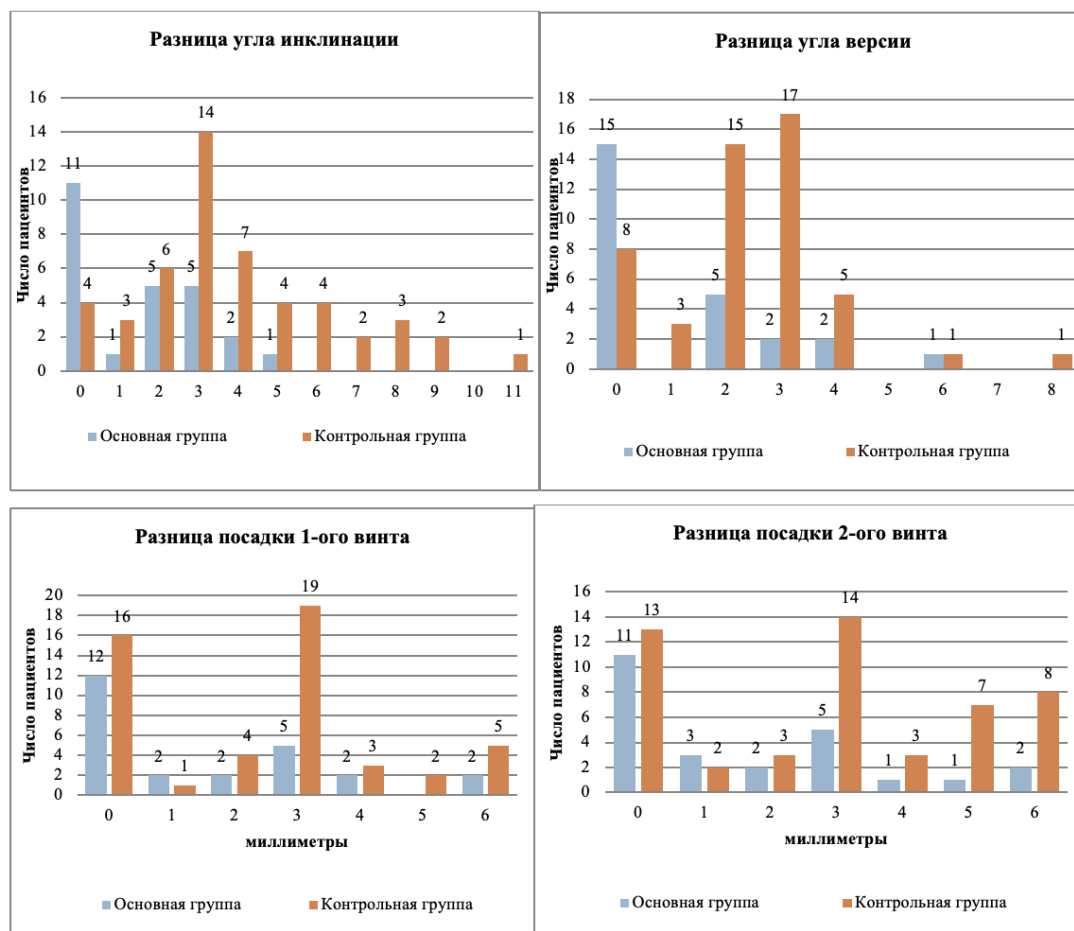 Разница угла инклинации
Число пацеинтов
16
14
12
10
8
6
4
2
0
11 4 1 3 5 6 5 14 2 7 1 4 4 2 3 2 1
0 1 2 3 4 5 6 7 8 9 10 11
Основная группа Контрольная группа
Разница угла версии
Число пациентов
18
16
14
12
10
8
6
4
2
0
15 8 3 5 15 2 17 2 5 1 1 1
0 1 2 3 4 5 6 7 8
Основная группа Контрольная группа
Разница посадки 1-ого винта
Число пациентов
20
18
16
14
12
10
8
6
4
2
0
12 16 2 1 2 4 5 19 2 3 2 2 5
0 1 2 3 4 5 6
миллиметры
Основная группа Контрольная группа
Разница посадки 2-ого винта
Число пациентов
16
14
12
10
8
6
4
2
0
11 13 3 2 2 3 5 14 1 3 1 7 2 8
0 1 2 3 4 5 6
миллиметры
Основная группа Контрольная группа